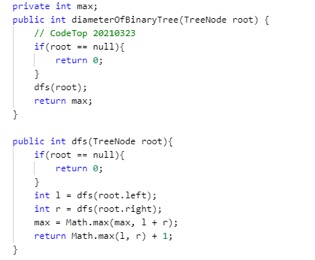 private int max;
public int diameterOfBinaryTree(TreeNode root) {
    // CodeTop 20210323
    if(root == null){
        return 0;
    }
    dfs(root);
    return max;
}

public int dfs(TreeNode root){
    if(root == null){
        return 0;
    }
    int l = dfs(root.left);
    int r = dfs(root.right);
    max = Math.max(max, l + r);
    return Math.max(l, r) + 1;
}